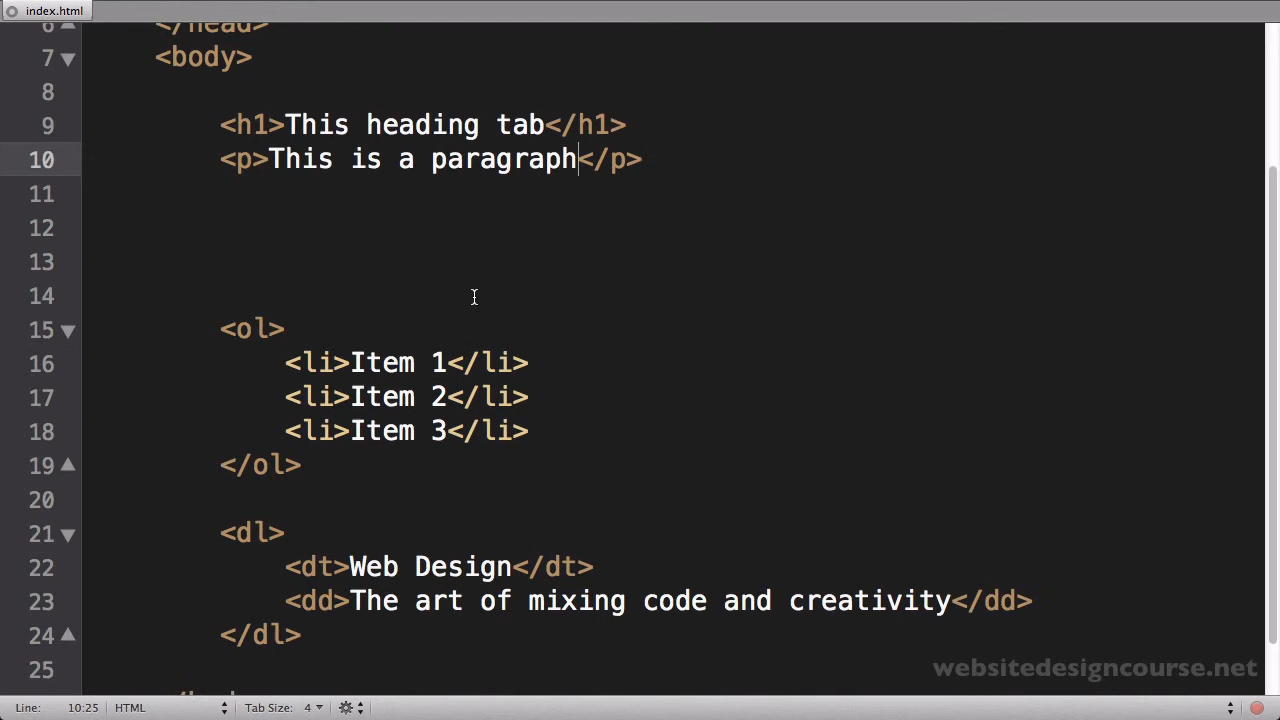 index.html
6 </head>
7 <body>
8
9 <h1>This heading tab</h1>
10 <p>This is a paragraph</p>
11
12
13
14
15 <ol>
16 <li>Item 1</li>
17 <li>Item 2</li>
18 <li>Item 3</li>
19 </ol>
20
21 <dl>
22 <dt>Web Design</dt>
23 <dd>The art of mixing code and creativity</dd>
24 </dl>
25
websitedesigncourse.net
Line: 10:25 HTML Tab Size: 4